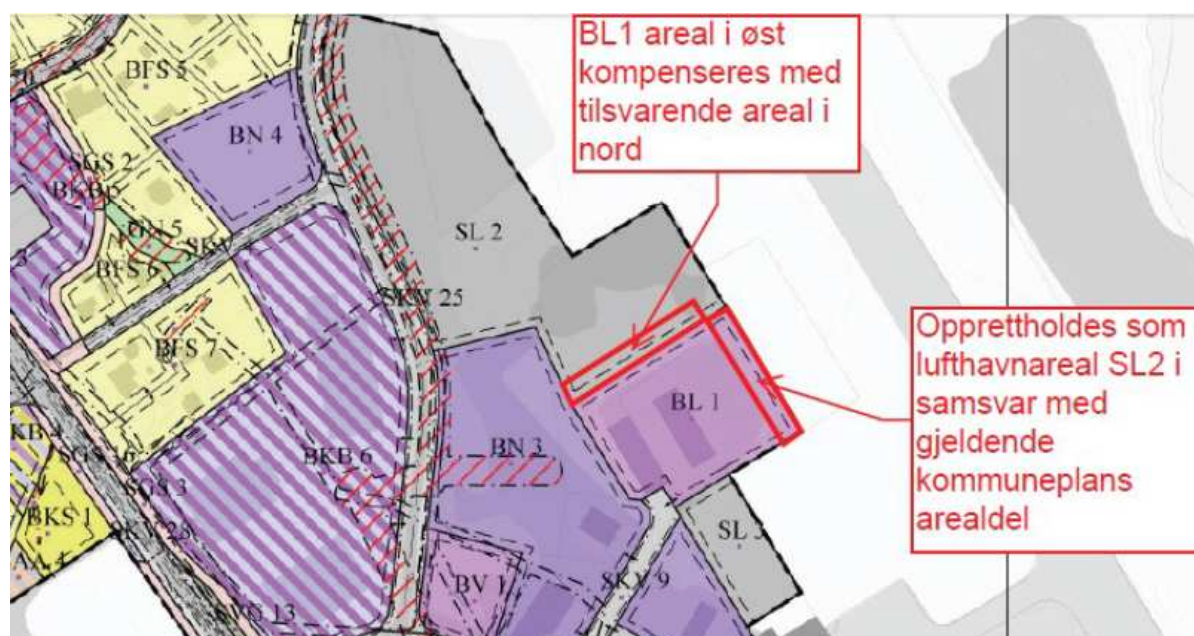 BL1 areal i øst
kompenseres med
tilsvarende areal i
nord
BFS 5
BN 4
SGS 2
GN 5
BFS 6
SL 2
SKV 25
Opprettholdes som
lufthavnareal SL2 i
samsvar med
gjeldende
kommuneplans
arealdel
BFS 7
BL 1
BKB 6
BN 3
SGS 3
BKS 1
SL 3
BV 1
SKV 9